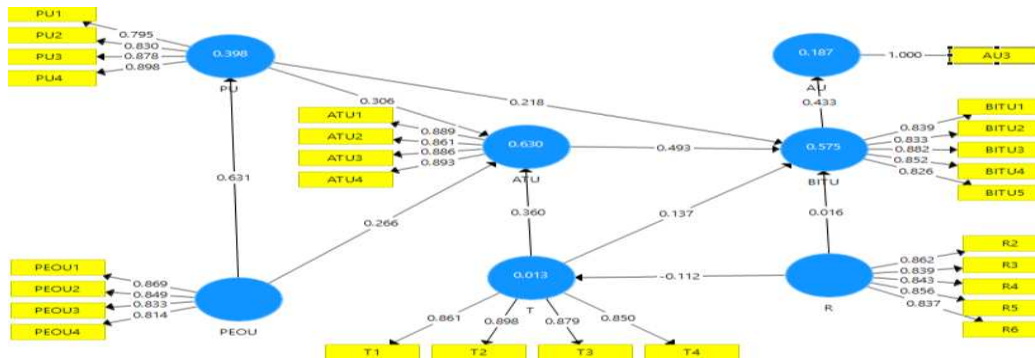 PU1
PU2
PU3
PU4
0.795
0.830
0.878
0.898
0.398
PU
0.187
AU
1.000
AU3
0.433
0.306
0.218
ATU1
ATU2
ATU3
ATU4
0.889
0.861
0.886
0.893
0.630
ATU
0.493
0.575
BITU
0.839
0.833
0.882
0.852
0.826
BITU1
BITU2
BITU3
BITU4
BITU5
0.631
0.266
0.360
0.137
0.016
PEOU1
PEOU2
PEOU3
PEOU4
0.869
0.849
0.833
0.814
PEOU
0.013
T
-0.112
R
0.862
0.839
0.843
0.856
0.837
R2
R3
R4
R5
R6
0.861
0.898
0.879
0.850
T1
T2
T3
T4